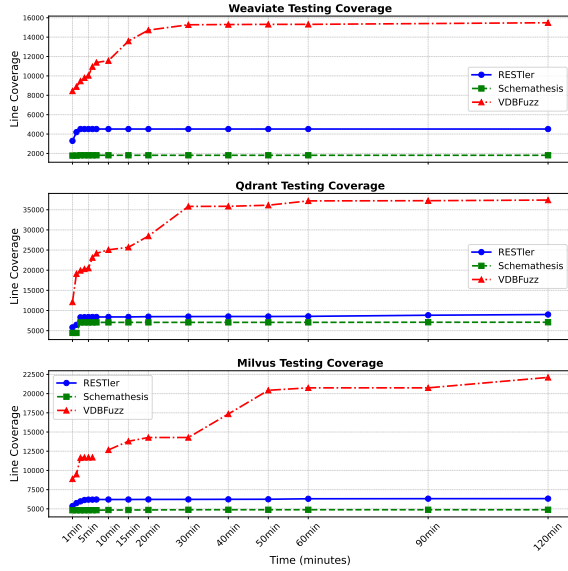 Weaviate Testing Coverage
16000
14000
12000
10000
8000
6000
4000
2000
Line Coverage
RESTler
Schemathesis
VDBFuzz
Qdrant Testing Coverage
35000
30000
25000
20000
15000
10000
5000
Line Coverage
RESTler
Schemathesis
VDBFuzz
Milvus Testing Coverage
22500
20000
17500
15000
12500
10000
7500
5000
Line Coverage
RESTler
Schemathesis
VDBFuzz
1min 5min 10min 15min 20min 30min 40min 50min 60min 90min 120min
Time (minutes)